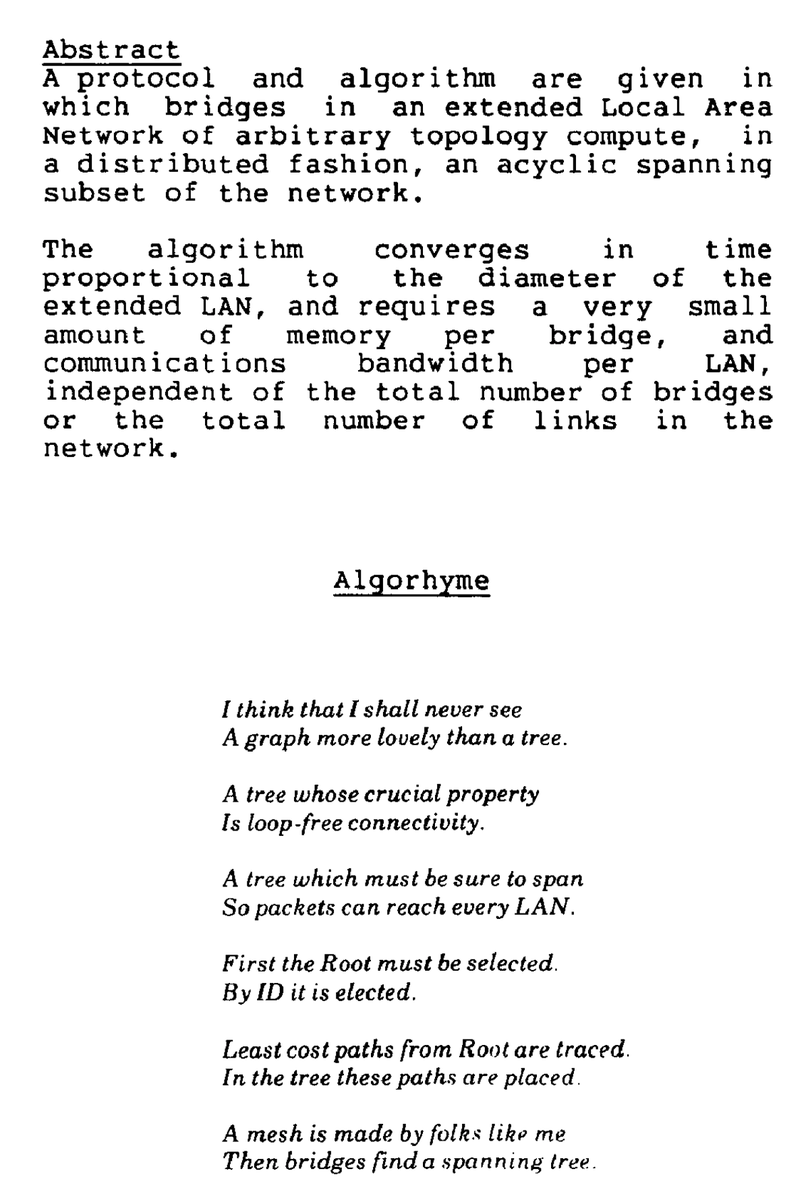 Abstract
A protocol and algorithm are given in
which bridges in an extended Local Area
Network of arbitrary topology compute, in
a distributed fashion, an acyclic spanning
subset of the network.
The algorithm converges in time
proportional to the diameter of the
extended LAN, and requires a very small
amount of memory per bridge, and
communications bandwidth per LAN,
independent of the total number of bridges
or the total number of links in the
network.
Algorhyme
I think that I shall never see
A graph more lovely than a tree.
A tree whose crucial property
Is loop-free connectivity.
A tree which must be sure to span
So packets can reach every LAN.
First the Root must be selected.
By ID it is elected.
Least cost paths from Root are traced.
In the tree these paths are placed.
A mesh is made by folks like me
Then bridges find a spanning tree.